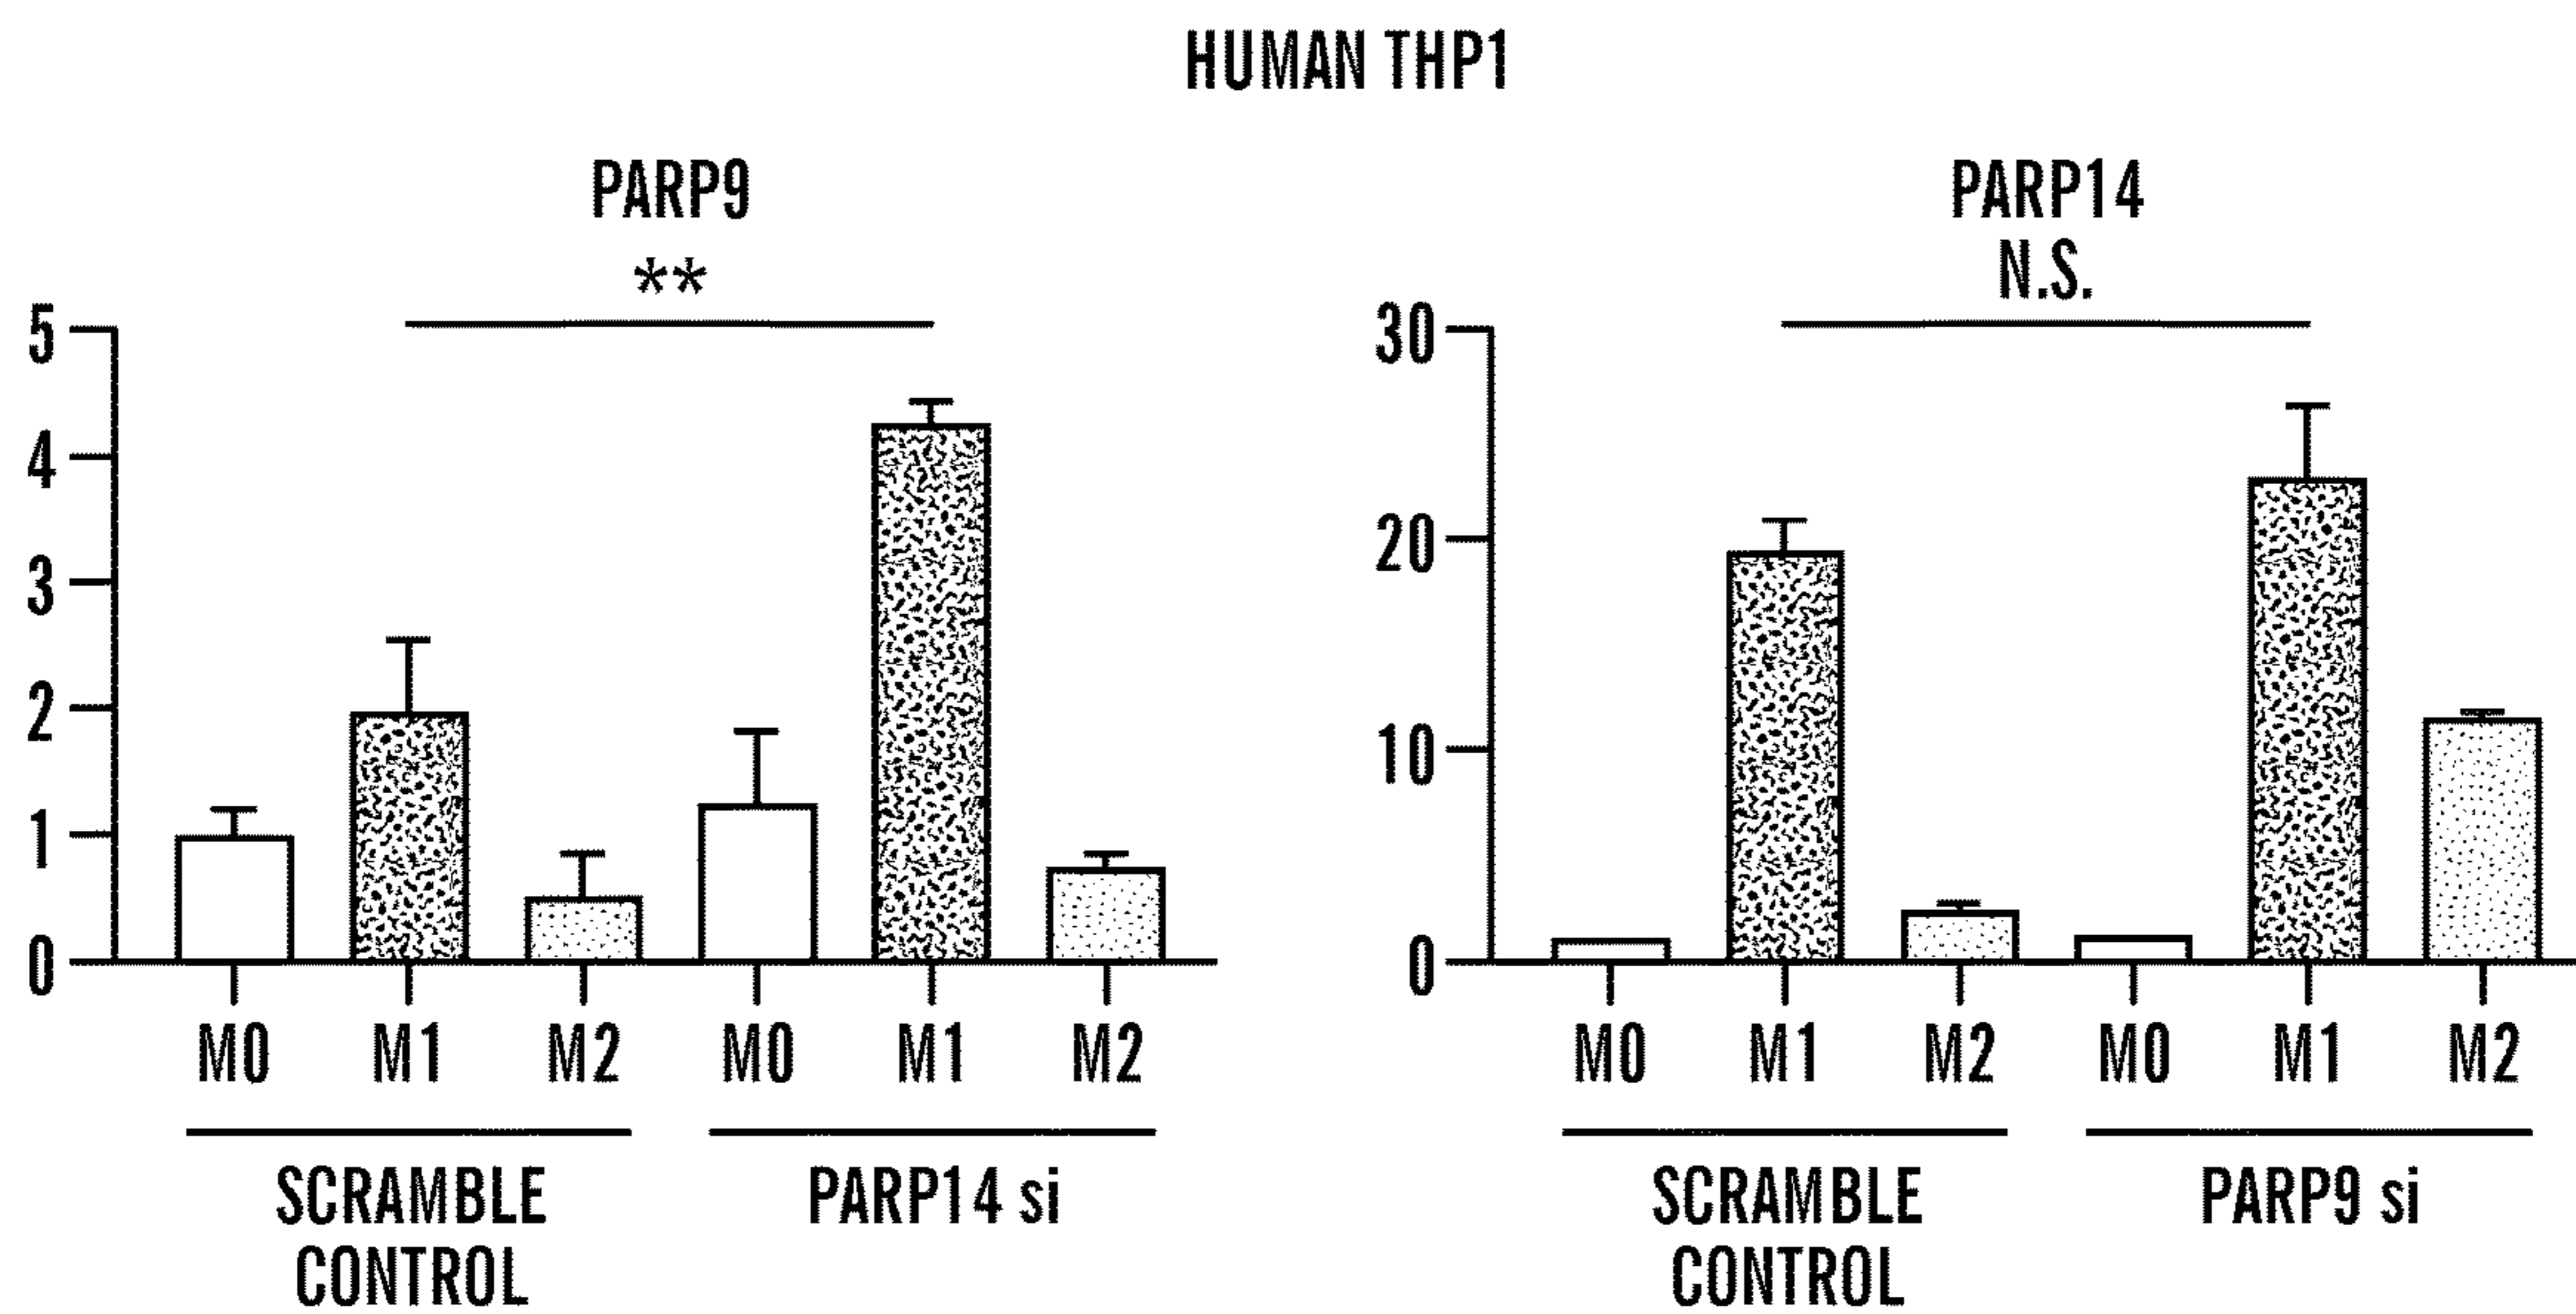 HUMAN THP1
PARP9
**
5
4
3
2
1
0
M0 M1 M2 M0 M1 M2
SCRAMBLE
CONTROL
PARP14 si
PARP14
N.S.
30
20
10
0
M0 M1 M2 M0 M1 M2
SCRAMBLE
CONTROL
PARP9 si